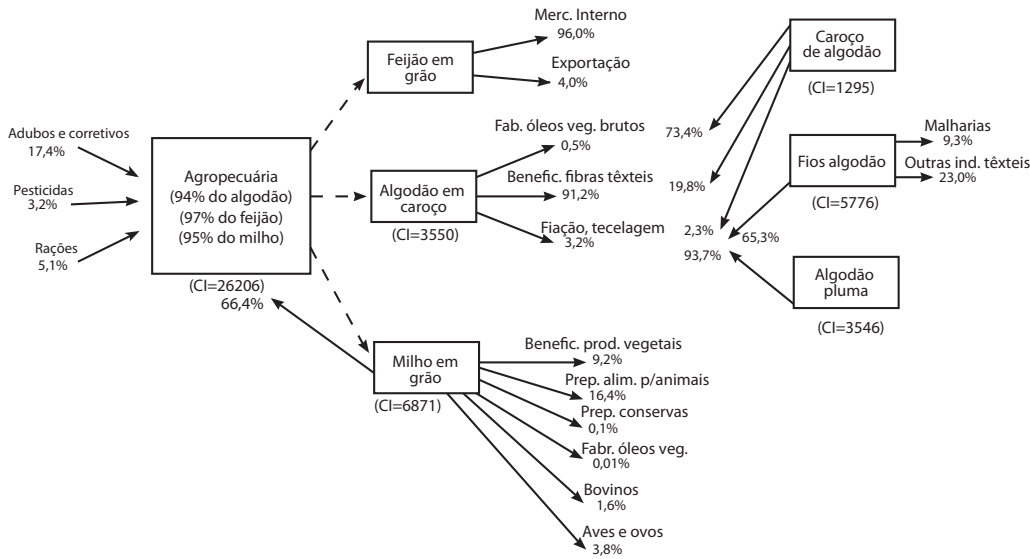 Adubos e corretivos
17,4%
Pesticidas
3,2%
Rações
5,1%
Agropecuária
(94% do algodão)
(97% do feijão)
(95% do milho)
(CI=26206)
66,4%
Feijão em
grão
Merc. Interno
96,0%
Exportação
4,0%
Algodão em
caroço
(CI=3550)
Fab. óleos veg. brutos
0,5%
Benefic. fibras têxteis
91,2%
Fiação, tecelagem
3,2%
Milho em
grão
(CI=6871)
Benefic. prod. vegetais
9,2%
Prep. alim. p/animais
16,4%
Prep. conservas
0,1%
Fabr. óleos veg.
0,01%
Bovinos
1,6%
Aves e ovos
3,8%
Caroço
de algodão
(CI=1295)
73,4%
19,8%
2,3%
Fios algodão
(CI=5776)
Malharias
9,3%
Outras ind. têxteis
23,0%
65,3%
93,7%
Algodão
pluma
(CI=3546)